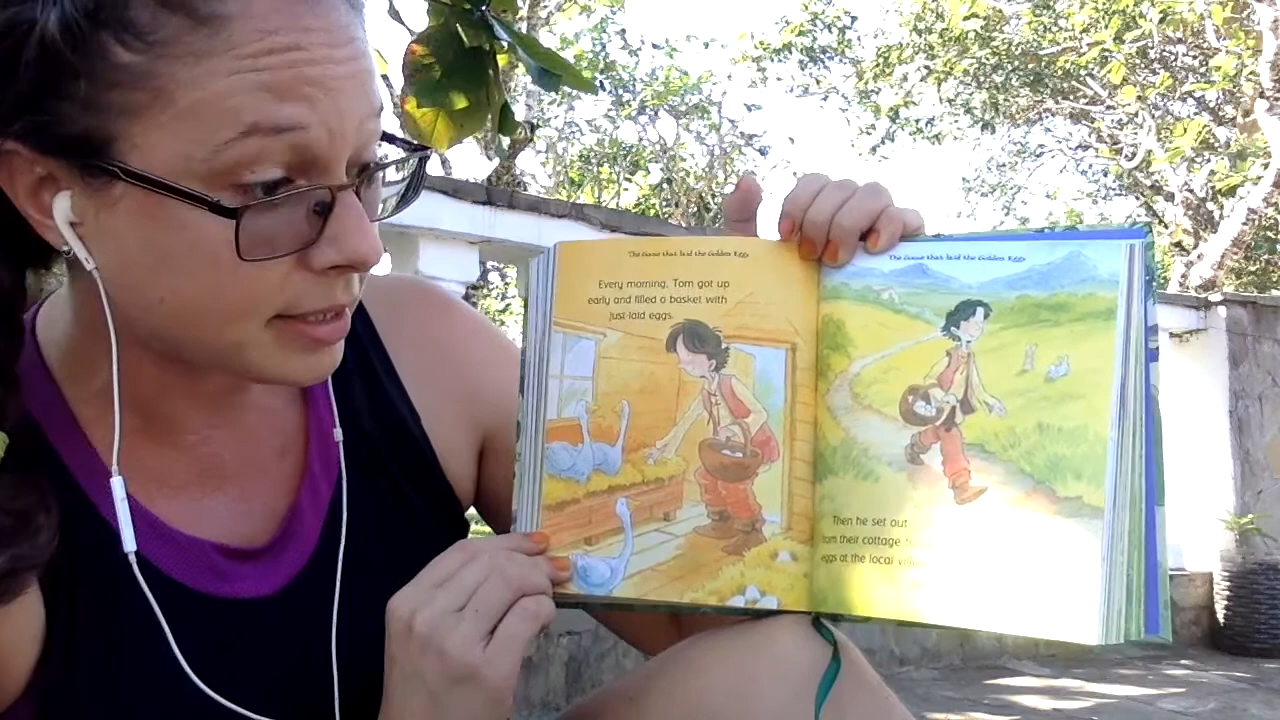 The Goose that laid the Golden Eggs
Every morning, Tom got up
early and filled a basket with
just-laid eggs.
The Goose that laid the Golden Eggs
Then he set out
from their cottage
eggs at the local